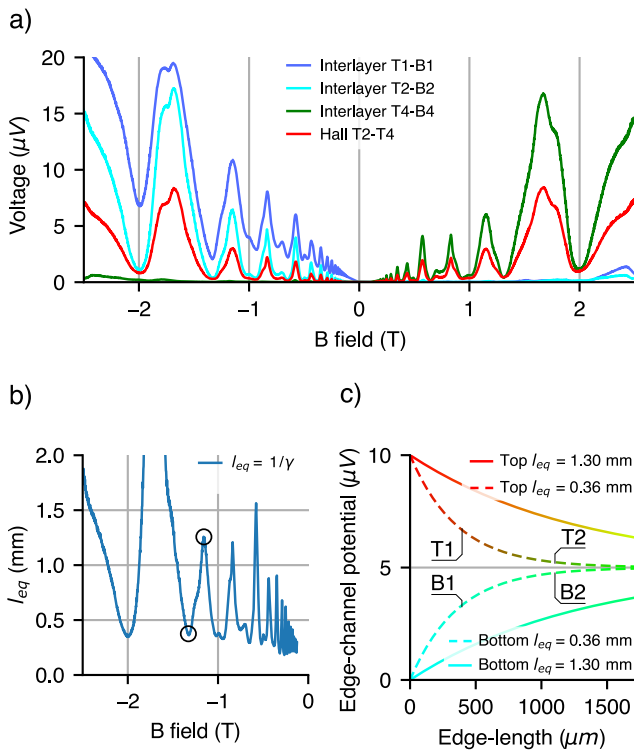 a)
20
15
10
5
0
Voltage (μV)
Interlayer T1-B1
Interlayer T2-B2
Interlayer T4-B4
Hall T2-T4
−2 −1 0 1 2
B field (T)
b)
2.0
1.5
1.0
0.5
0.0
l_eq (mm)
l_eq = 1/γ
−2 −1 0
B field (T)
c)
10
5
0
Edge-channel potential (μV)
Top l_eq = 1.30 mm
Top l_eq = 0.36 mm
T1 T2
B1 B2
Bottom l_eq = 0.36 mm
Bottom l_eq = 1.30 mm
0 500 1000 1500
Edge-length (μm)